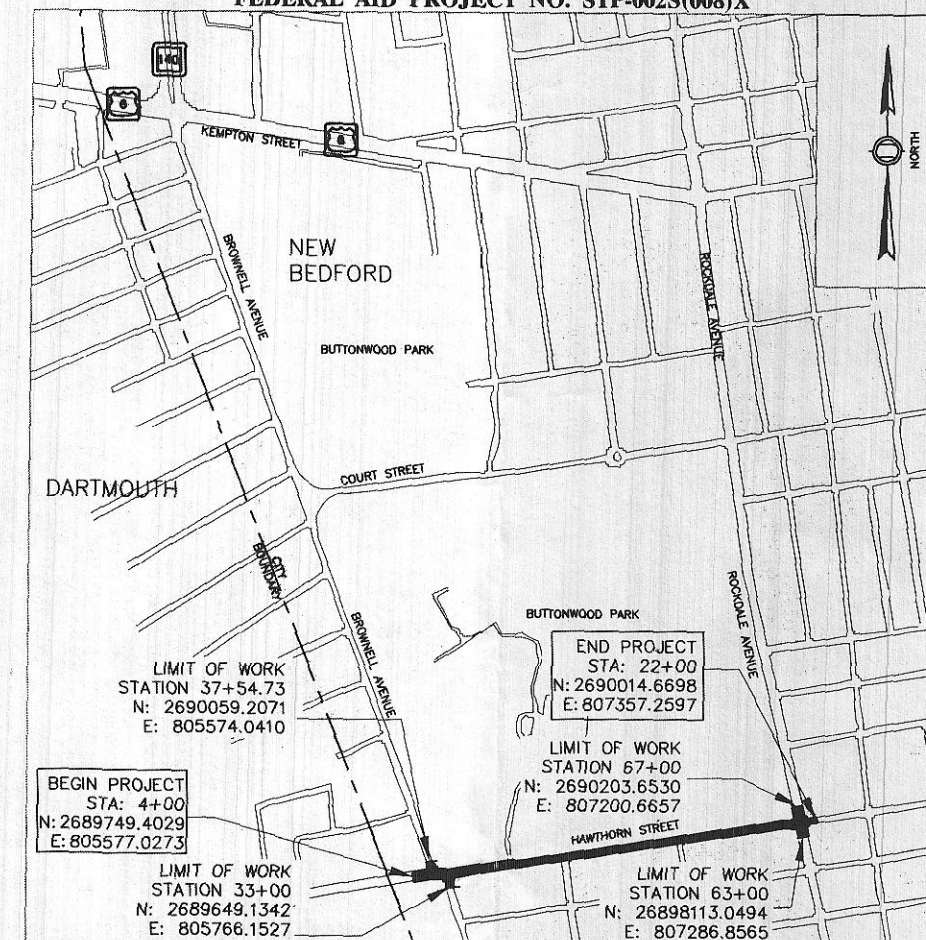 FEDERAL AID PROJECT NO. STP-002S(008)X
140
6
KEMPTON STREET
6
NORTH
BROWNELL AVENUE
NEW
BEDFORD
ROCKDALE AVENUE
BUTTONWOOD PARK
COURT STREET
DARTMOUTH
CITY
BOUNDARY
BROWNELL AVENUE
ROCKDALE AVENUE
BUTTONWOOD PARK
LIMIT OF WORK
STATION 37+54.73
N: 2690059.2071
E: 805574.0410
END PROJECT
STA: 22+00
N: 2690014.6698
E: 807357.2597
LIMIT OF WORK
STATION 67+00
N: 2690203.6530
E: 807200.6657
BEGIN PROJECT
STA: 4+00
N: 2689749.4029
E: 805577.0273
HAWTHORN STREET
LIMIT OF WORK
STATION 33+00
N: 2689649.1342
E: 805766.1527
LIMIT OF WORK
STATION 63+00
N: 26898113.0494
E: 807286.8565